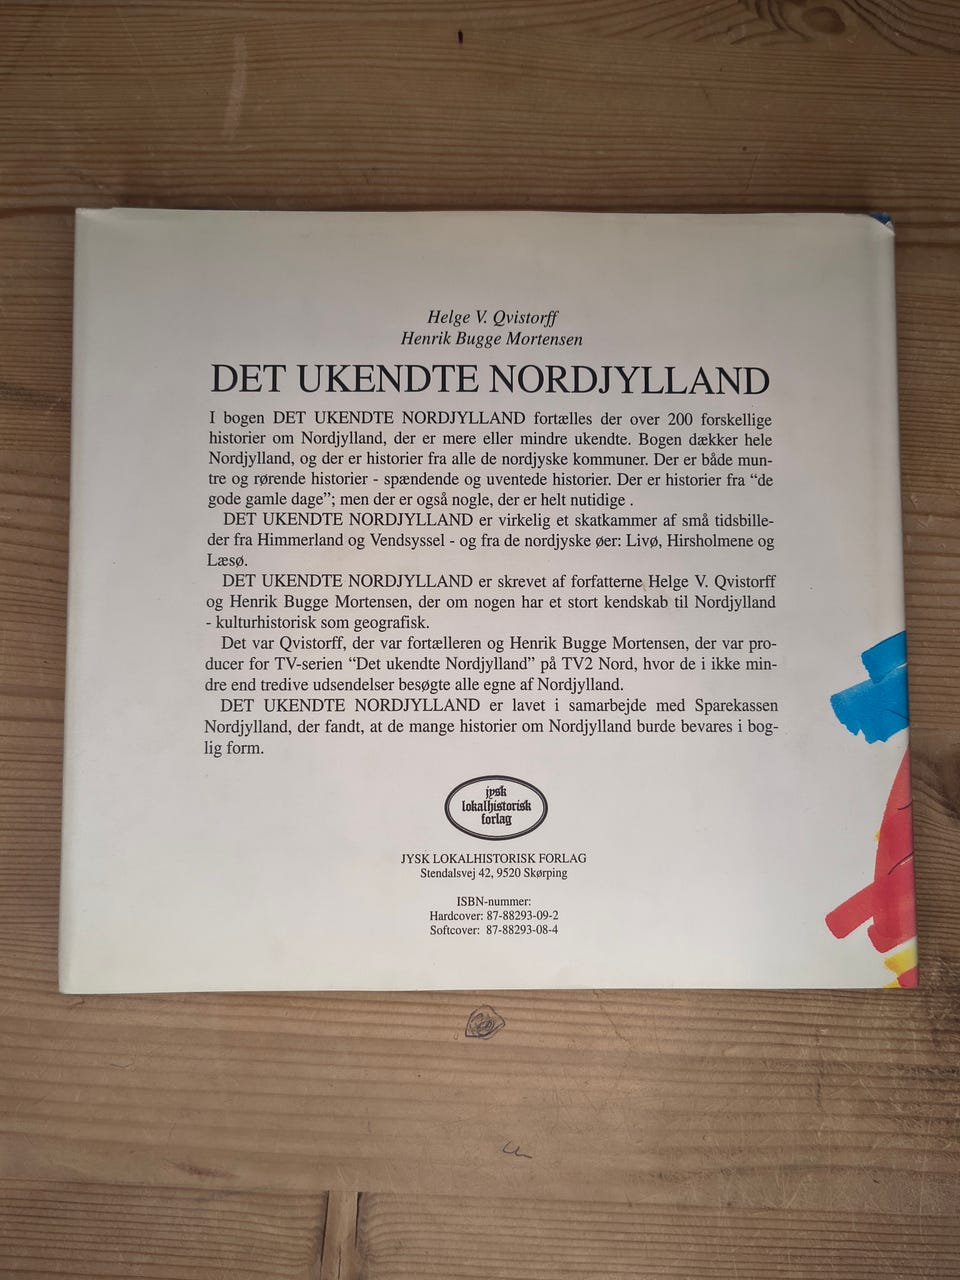 Helge V. Qvistorff
Henrik Bugge Mortensen
DET UKENDTE NORDJYLLAND
I bogen DET UKENDTE NORDJYLLAND fortælles der over 200 forskellige
historier om Nordjylland, der er mere eller mindre ukendte. Bogen dækker hele
Nordjylland, og der er historier fra alle de nordjyske kommuner. Der er både mun-
tre og rørende historier - spændende og uventede historier. Der er historier fra “de
gode gamle dage”; men der er også nogle, der er helt nutidige .
DET UKENDTE NORDJYLLAND er virkelig et skatkammer af små tidsbille-
der fra Himmerland og Vendsyssel - og fra de nordjyske øer: Livø, Hirsholmene og
Læsø.
DET UKENDTE NORDJYLLAND er skrevet af forfatterne Helge V. Qvistorff
og Henrik Bugge Mortensen, der om nogen har et stort kendskab til Nordjylland
- kulturhistorisk som geografisk.
Det var Qvistorff, der var fortælleren og Henrik Bugge Mortensen, der var pro-
ducer for TV-serien “Det ukendte Nordjylland” på TV2 Nord, hvor de i ikke min-
dre end tredive udsendelser besøgte alle egne af Nordjylland.
DET UKENDTE NORDJYLLAND er lavet i samarbejde med Sparekassen
Nordjylland, der fandt, at de mange historier om Nordjylland burde bevares i bog-
lig form.
jysk
lokalhistorisk
forlag
JYSK LOKALHISTORISK FORLAG
Stendalsvej 42, 9520 Skørping
ISBN-nummer:
Hardcover: 87-88293-09-2
Softcover: 87-88293-08-4